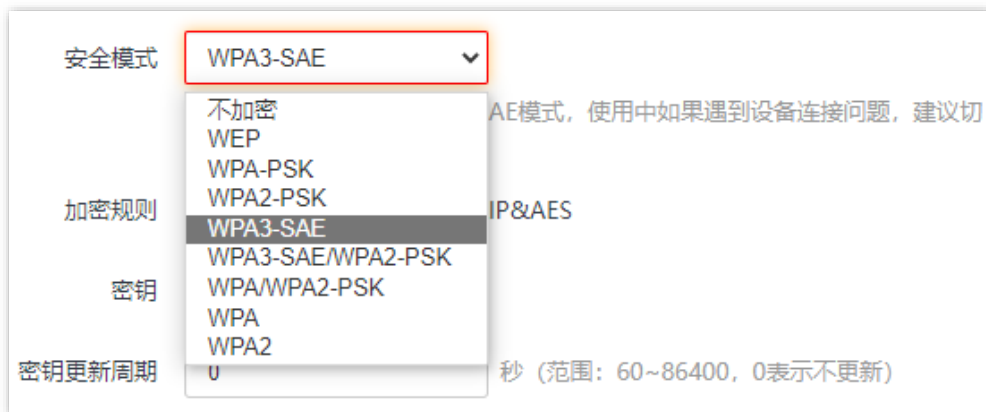 安全模式 WPA3-SAE
不加密
AE模式，使用中如果遇到设备连接问题，建议切
WEP
WPA-PSK
WPA2-PSK
加密规则 IP&AES
WPA3-SAE
WPA3-SAE/WPA2-PSK
密钥
WPA/WPA2-PSK
WPA
WPA2
密钥更新周期 0 秒（范围：60~86400，0表示不更新）